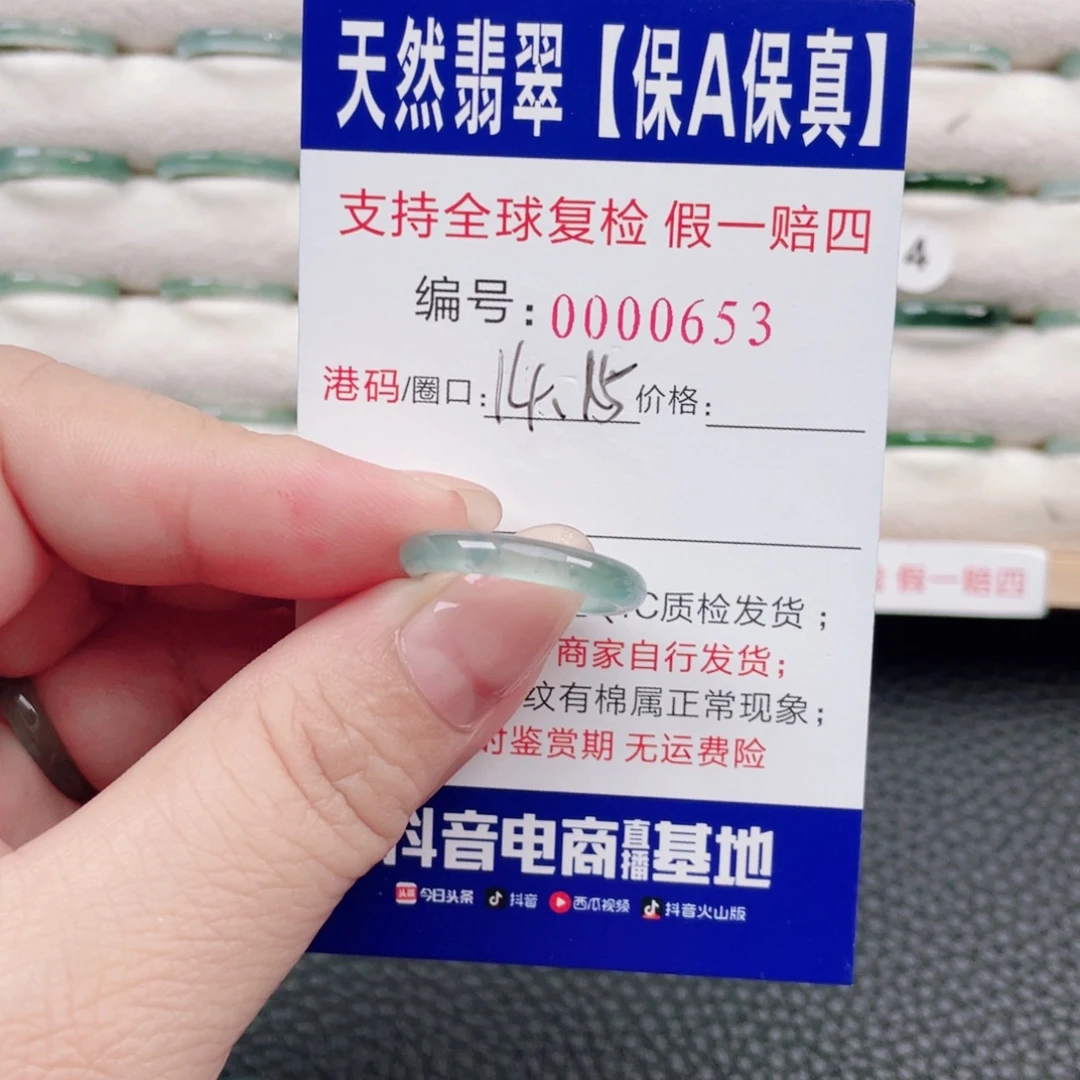 天然翡翠【保A保真】
支持全球复检 假一赔四
编号：0000653
4
港码/圈口：14、15 价格：
质检发货；
假一赔四
商家自行发货；
纹有棉属正常现象；
时鉴赏期 无运费险
抖音电商直播基地
头条 今日头条 抖音 西瓜视频 抖音火山版